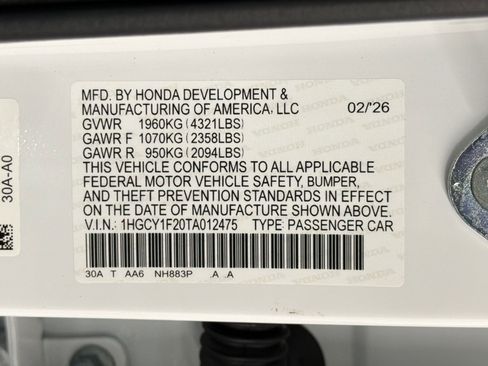 MFD. BY HONDA DEVELOPMENT &
MANUFACTURING OF AMERICA, LLC 02/'26
GVWR 1960KG (4321LBS)
GAWR F 1070KG (2358LBS)
GAWR R 950KG (2094LBS)
THIS VEHICLE CONFORMS TO ALL APPLICABLE
FEDERAL MOTOR VEHICLE SAFETY, BUMPER,
AND THEFT PREVENTION STANDARDS IN EFFECT
ON THE DATE OF MANUFACTURE SHOWN ABOVE.
V.I.N.: 1HGCY1F20TA012475 TYPE: PASSENGER CAR
30A T AA6 NH883P .A .A
30A-A0